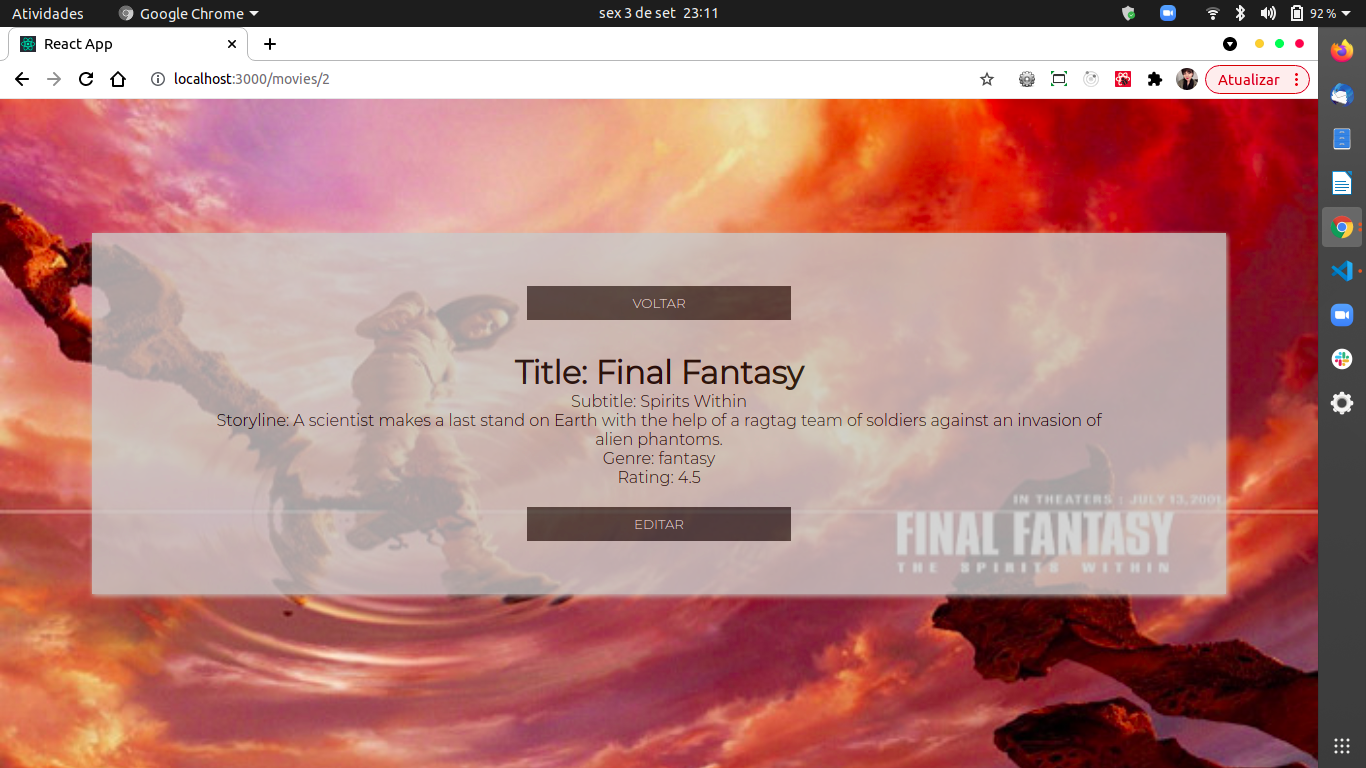 Atividades
Google Chrome
sex 3 de set 23:11
92 %
React App
localhost:3000/movies/2
Atualizar
VOLTAR
Title: Final Fantasy
Subtitle: Spirits Within
Storyline: A scientist makes a last stand on Earth with the help of a ragtag team of soldiers against an invasion of
alien phantoms.
Genre: fantasy
Rating: 4.5
IN THEATERS : JULY 13, 2001
EDITAR
FINAL FANTASY
THE SPIRITS WITHIN